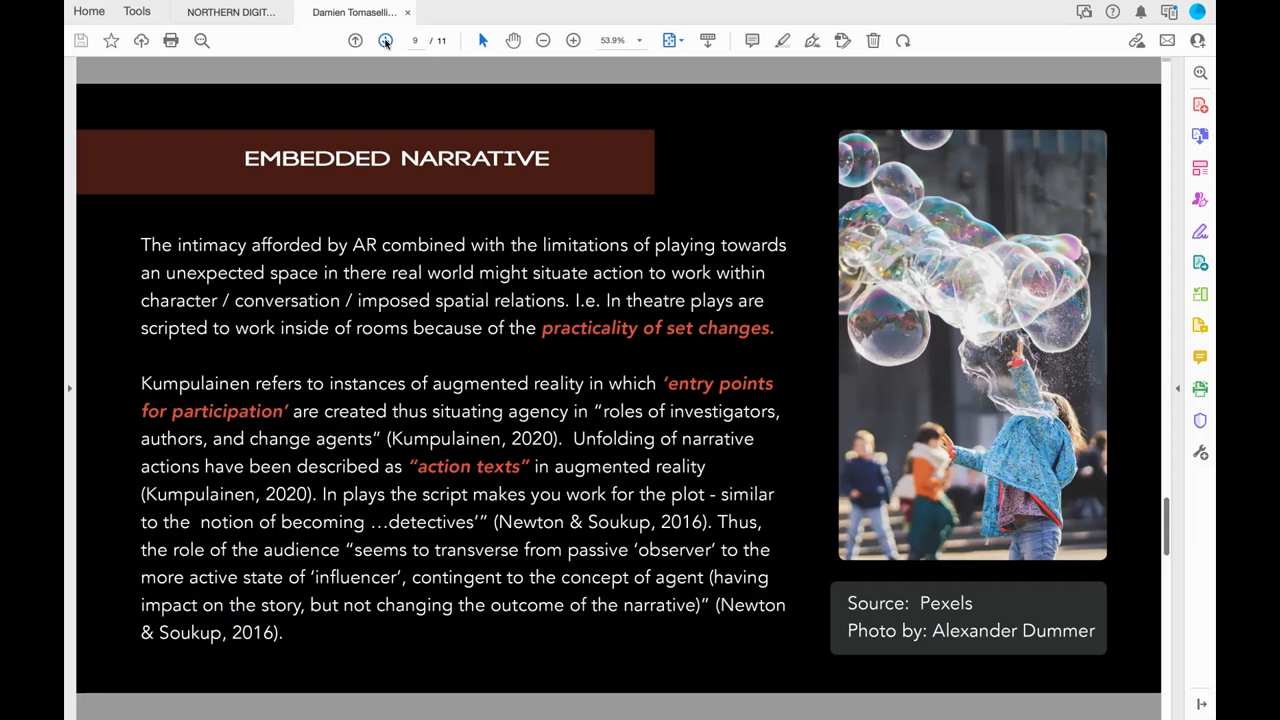 Home Tools NORTHERN DIGIT... Damien Tomaselli... ×
9 / 11 53.9%
EMBEDDED NARRATIVE
The intimacy afforded by AR combined with the limitations of playing towards
an unexpected space in there real world might situate action to work within
character / conversation / imposed spatial relations. I.e. In theatre plays are
scripted to work inside of rooms because of the practicality of set changes.
Kumpulainen refers to instances of augmented reality in which ‘entry points
for participation’ are created thus situating agency in “roles of investigators,
authors, and change agents” (Kumpulainen, 2020). Unfolding of narrative
actions have been described as “action texts” in augmented reality
(Kumpulainen, 2020). In plays the script makes you work for the plot - similar
to the notion of becoming …detectives’” (Newton & Soukup, 2016). Thus,
the role of the audience “seems to transverse from passive ‘observer’ to the
more active state of ‘influencer’, contingent to the concept of agent (having
impact on the story, but not changing the outcome of the narrative)” (Newton
& Soukup, 2016).
Source: Pexels
Photo by: Alexander Dummer